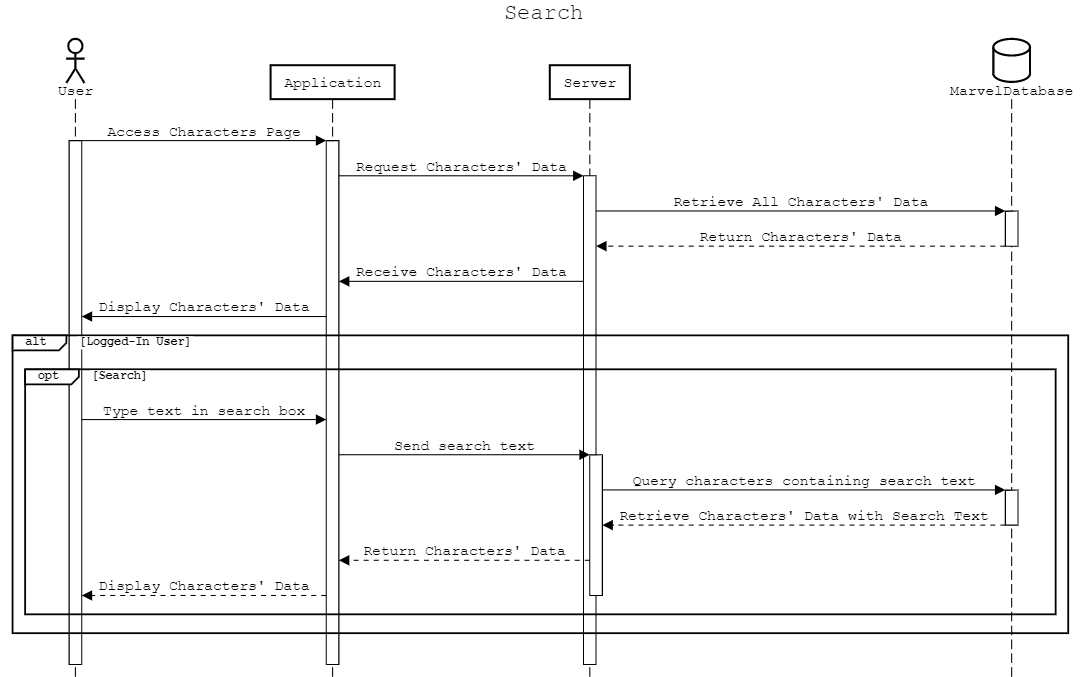 Search
User
Application
Server
MarvelDatabase
Access Characters Page
Request Characters' Data
Retrieve All Characters' Data
Return Characters' Data
Receive Characters' Data
Display Characters' Data
alt [Logged-In User]
opt [Search]
Type text in search box
Send search text
Query characters containing search text
Retrieve Characters' Data with Search Text
Return Characters' Data
Display Characters' Data